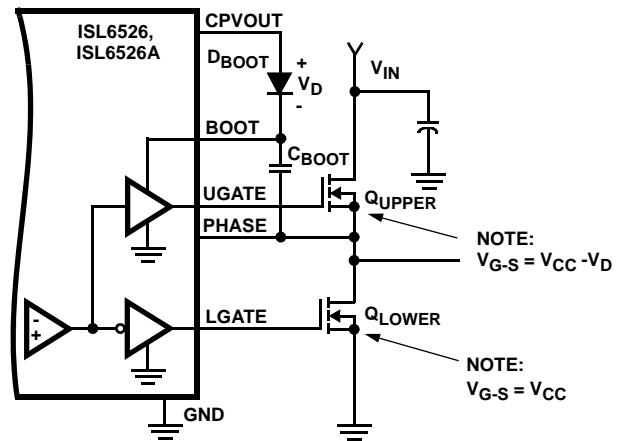 CPVOUT
ISL6526,
ISL6526A
DBOOT
+
VD
-
VIN
BOOT
CBOOT
UGATE
QUPPER
PHASE
NOTE:
VG-S = VCC -VD
-
+
LGATE
QLOWER
NOTE:
VG-S = VCC
GND